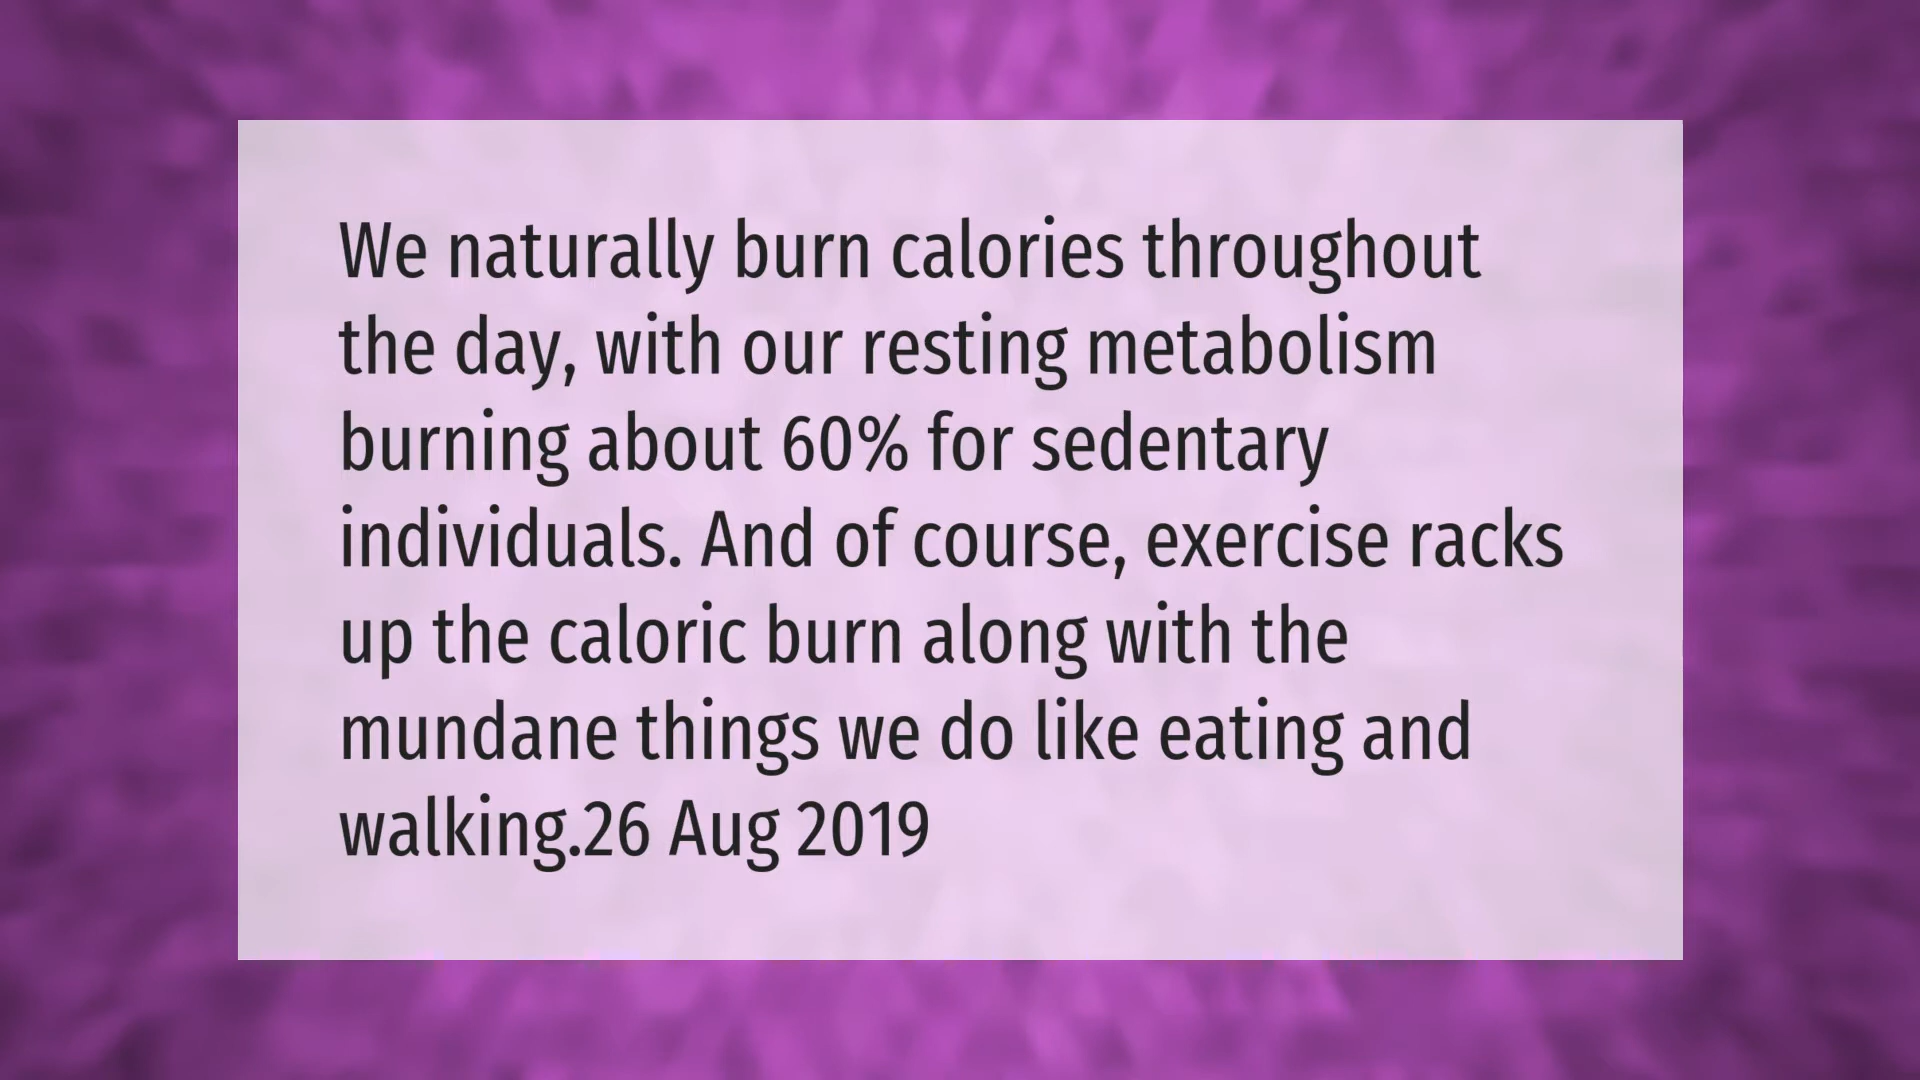 We naturally burn calories throughout
the day, with our resting metabolism
burning about 60% for sedentary
individuals. And of course, exercise racks
up the caloric burn along with the
mundane things we do like eating and
walking.26 Aug 2019